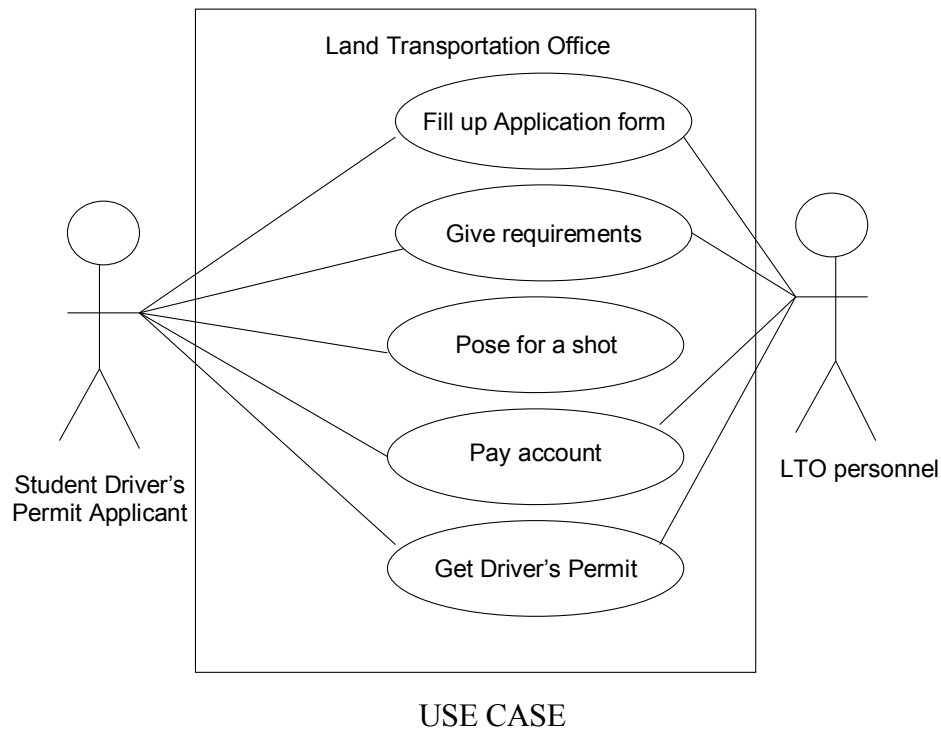 Land Transportation Office
Fill up Application form
Give requirements
Pose for a shot
Pay account
Get Driver’s Permit
Student Driver’s
Permit Applicant
LTO personnel
USE CASE